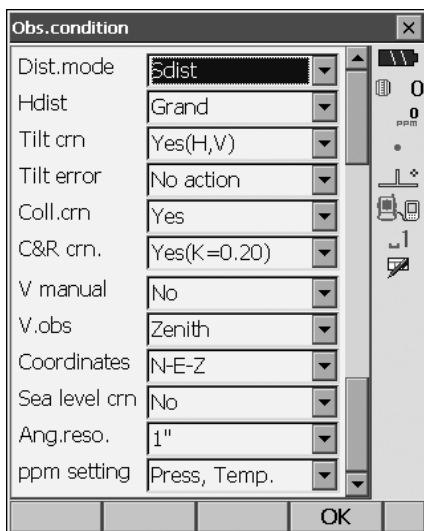 Obs.condition
Dist.mode Sdist
Hdist Grand
Tilt crn Yes(H,V)
Tilt error No action
Coll.crn Yes
C&R crn. Yes(K=0.20)
V manual No
V.obs Zenith
Coordinates N-E-Z
Sea level crn No
Ang.reso. 1"
ppm setting Press, Temp.
OK
0
0
ppm
1